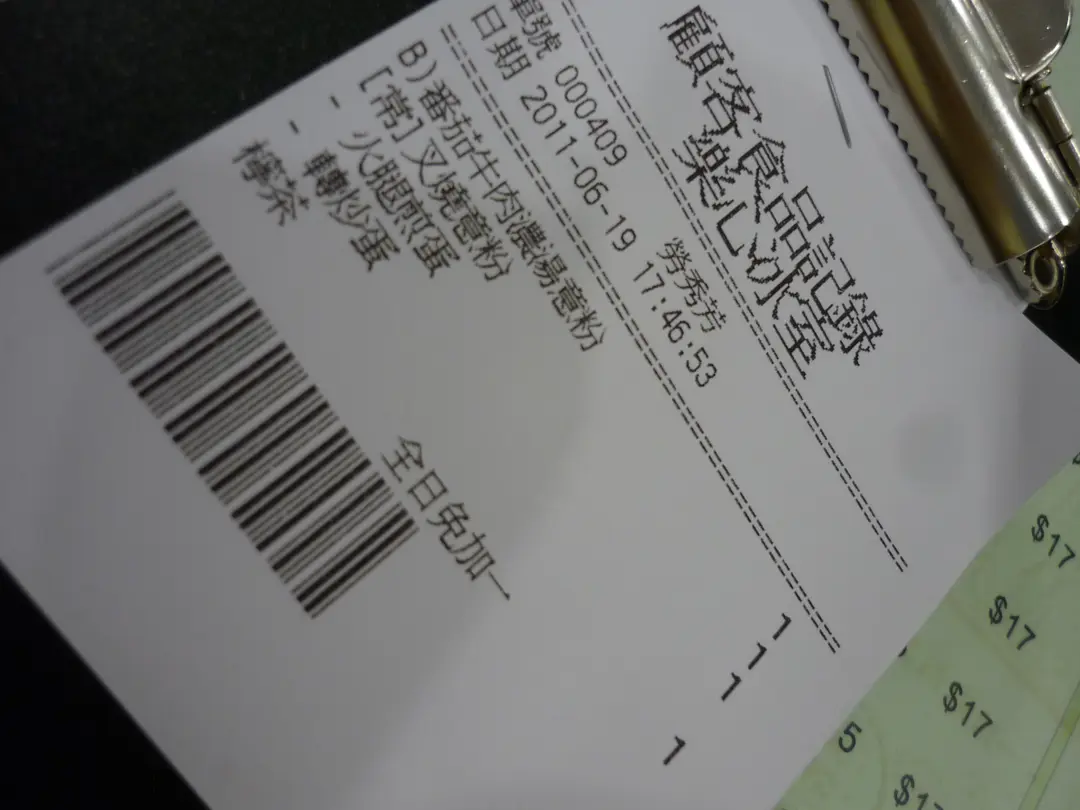 顧客食品記錄
樂心冰室
單號 000409 勞秀芳
日期 2011-06-19 17:46:53
B)番茄牛肉濃湯意粉 1
[常] 叉燒意粉 1
火腿煎蛋 1
- 轉炒蛋
- 檸茶 1
全日免加一
$17
$17
$17
5